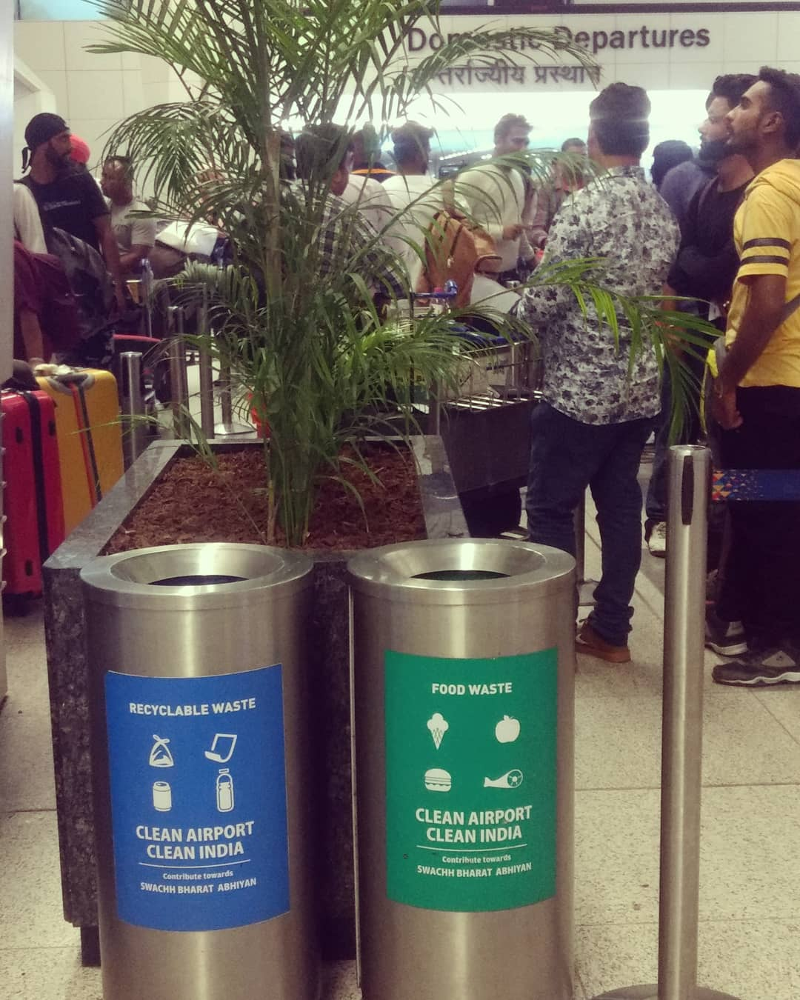 Domestic Departures
अन्तर्राज्यीय प्रस्थान
RECYCLABLE WASTE
CLEAN AIRPORT
CLEAN INDIA
Contribute towards
SWACHH BHARAT ABHIYAN
FOOD WASTE
CLEAN AIRPORT
CLEAN INDIA
Contribute towards
SWACHH BHARAT ABHIYAN